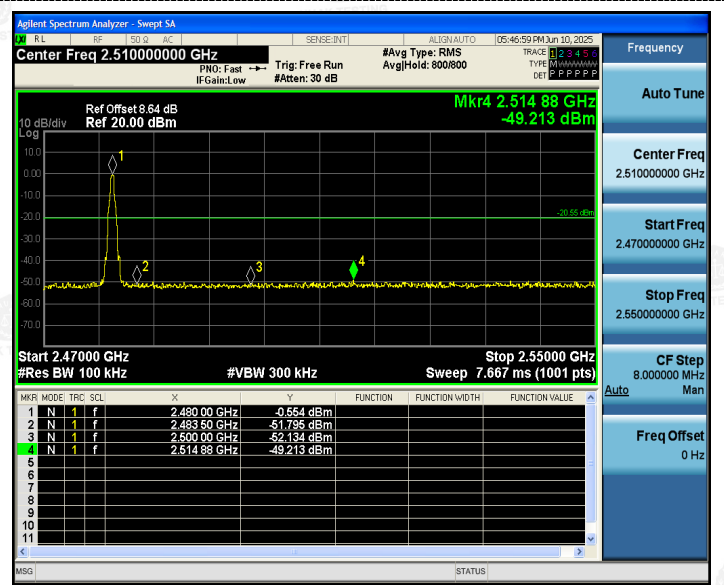 Agilent Spectrum Analyzer - Swept SA
LXI RL RF 50 Ω AC SENSE:INT ALIGNAUTO 05:46:59 PM Jun 10, 2025
Center Freq 2.510000000 GHz
PNO: Fast
IFGain:Low
Trig: Free Run
#Atten: 30 dB
#Avg Type: RMS
Avg|Hold: 800/800
TRACE 1 2 3 4 5 6
TYPE MWWWWW
DET P P P P P P
Ref Offset 8.64 dB
Ref 20.00 dBm
10 dB/div
Log
Mkr4 2.514 88 GHz
-49.213 dBm
10.0
0.00
-10.0
-20.0
-30.0
-40.0
-50.0
-60.0
-70.0
1
2
3
4
-20.55 dBm
Start 2.47000 GHz
Stop 2.55000 GHz
#Res BW 100 kHz
#VBW 300 kHz
Sweep 7.667 ms (1001 pts)
MKR MODE TRC SCL X Y FUNCTION FUNCTION WIDTH FUNCTION VALUE
1 N 1 f 2.480 00 GHz -0.554 dBm
2 N 1 f 2.483 50 GHz -51.795 dBm
3 N 1 f 2.500 00 GHz -52.134 dBm
4 N 1 f 2.514 88 GHz -49.213 dBm
5
6
7
8
9
10
11
MSG
STATUS
Frequency
Auto Tune
Center Freq
2.510000000 GHz
Start Freq
2.470000000 GHz
Stop Freq
2.550000000 GHz
CF Step
8.000000 MHz
Auto Man
Freq Offset
0 Hz